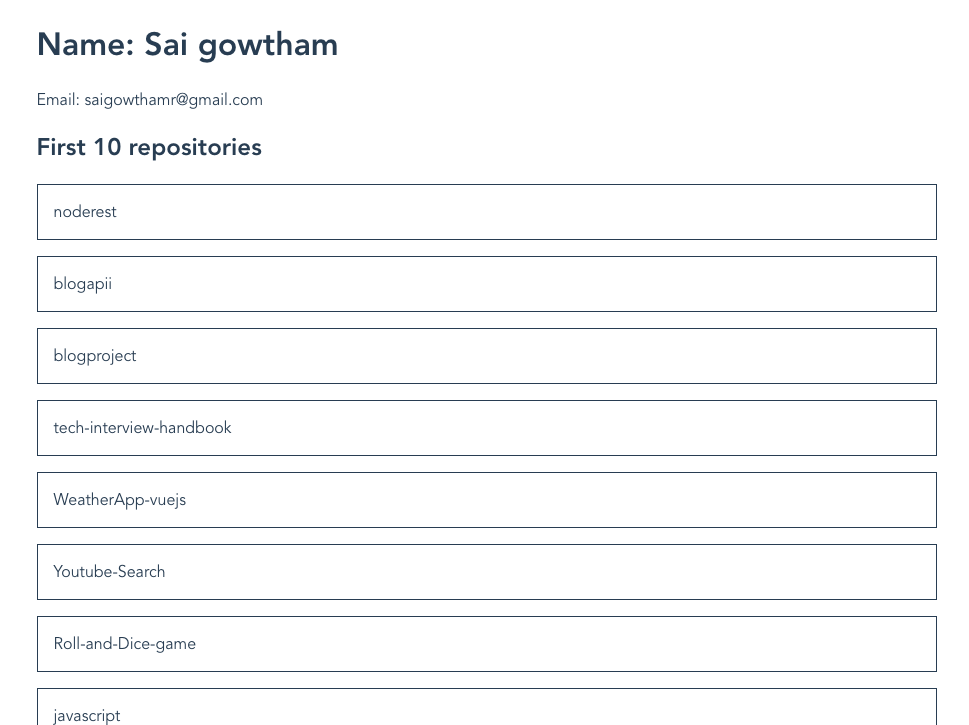 Name: Sai gowtham
Email: saigowthamr@gmail.com
First 10 repositories
noderest
blogapii
blogproject
tech-interview-handbook
WeatherApp-vuejs
Youtube-Search
Roll-and-Dice-game
javascript